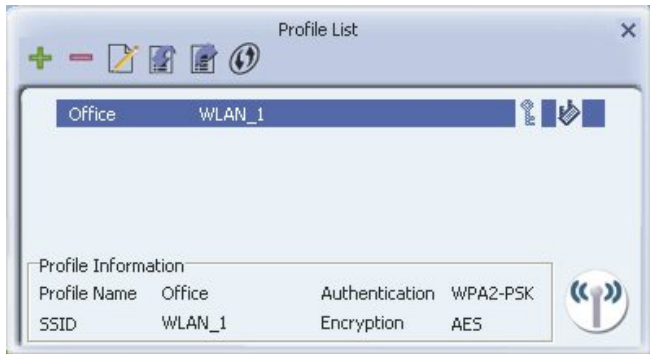 Profile List
Office WLAN_1
Profile Information
Profile Name Office Authentication WPA2-PSK
SSID WLAN_1 Encryption AES